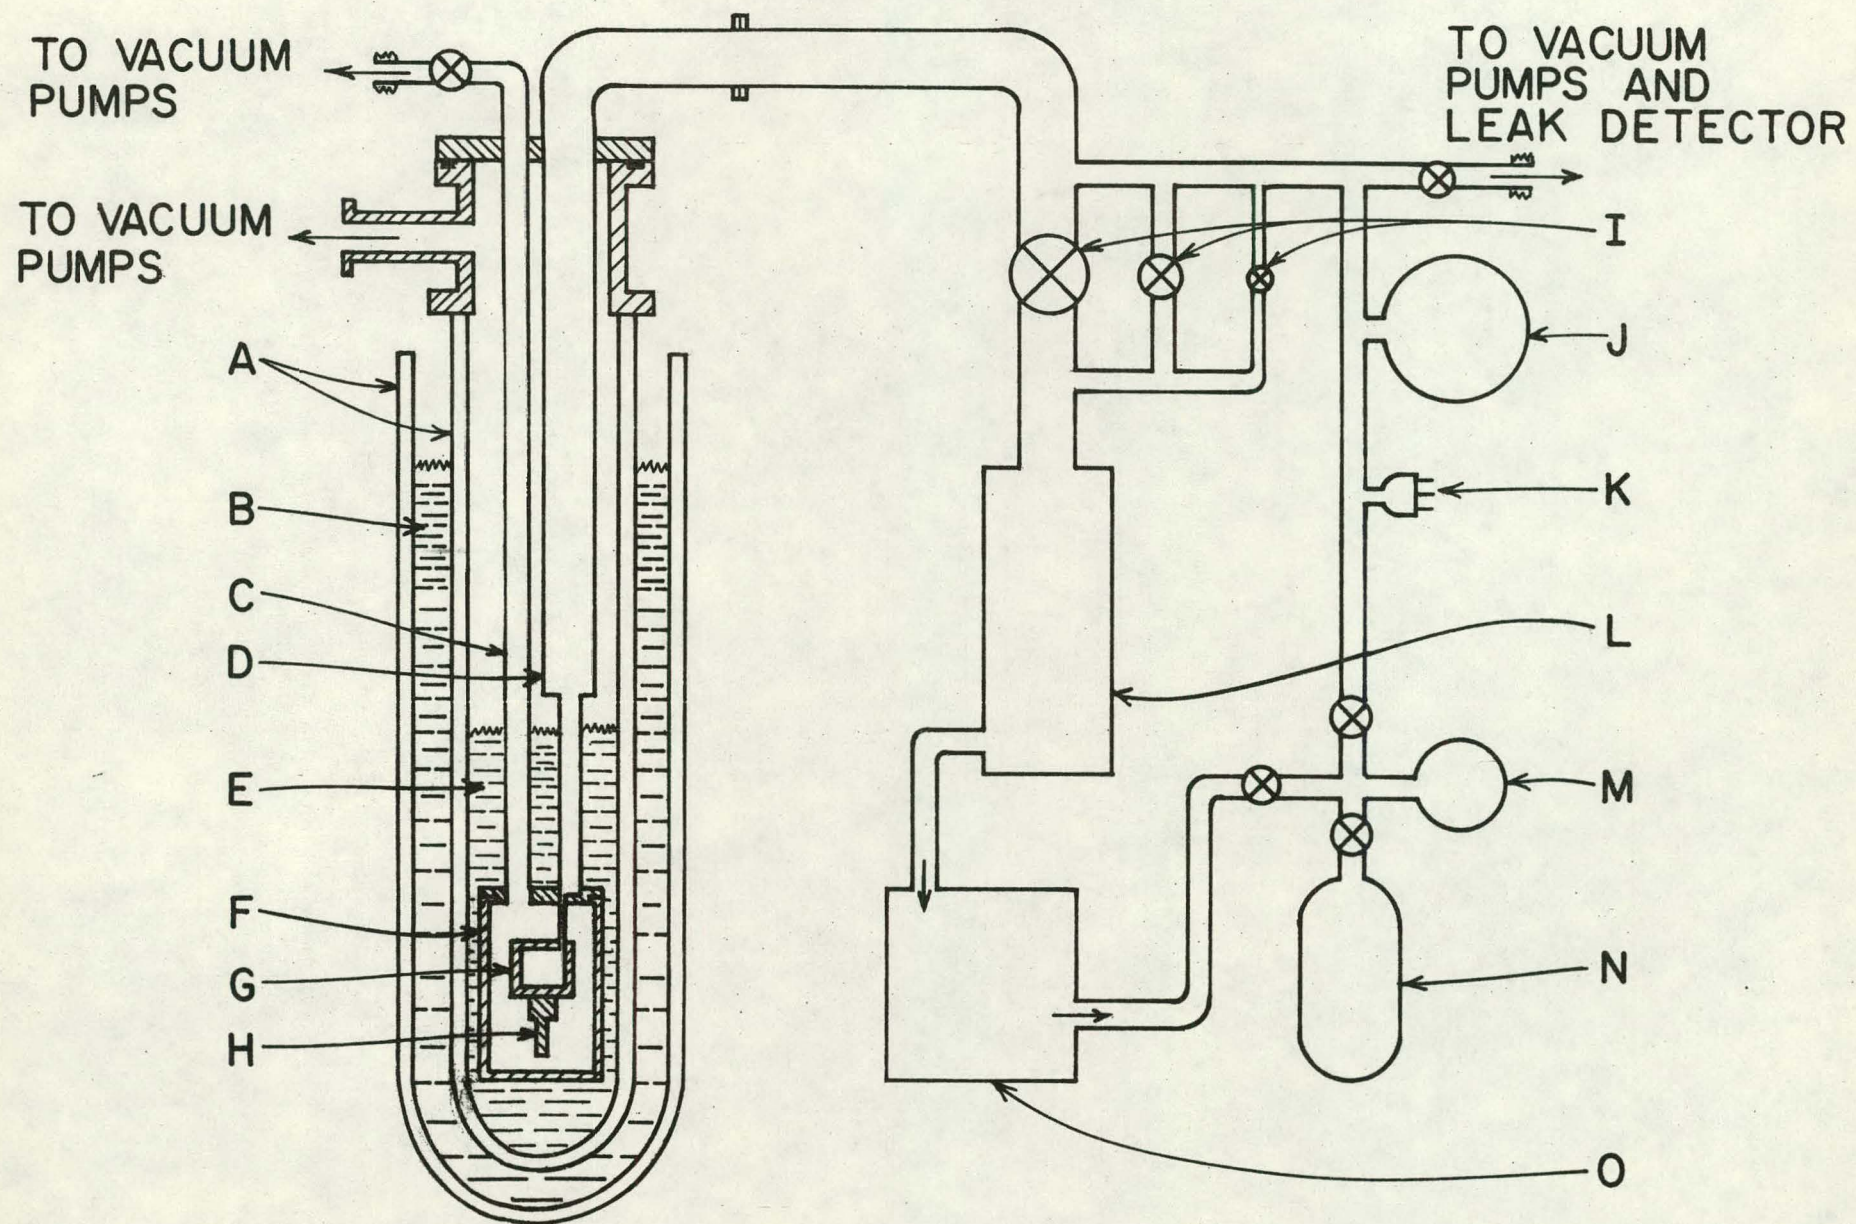 TO VACUUM
PUMPS
TO VACUUM
PUMPS AND
LEAK DETECTOR
TO VACUUM
PUMPS
A
B
C
D
E
F
G
H
I
J
K
L
M
N
O